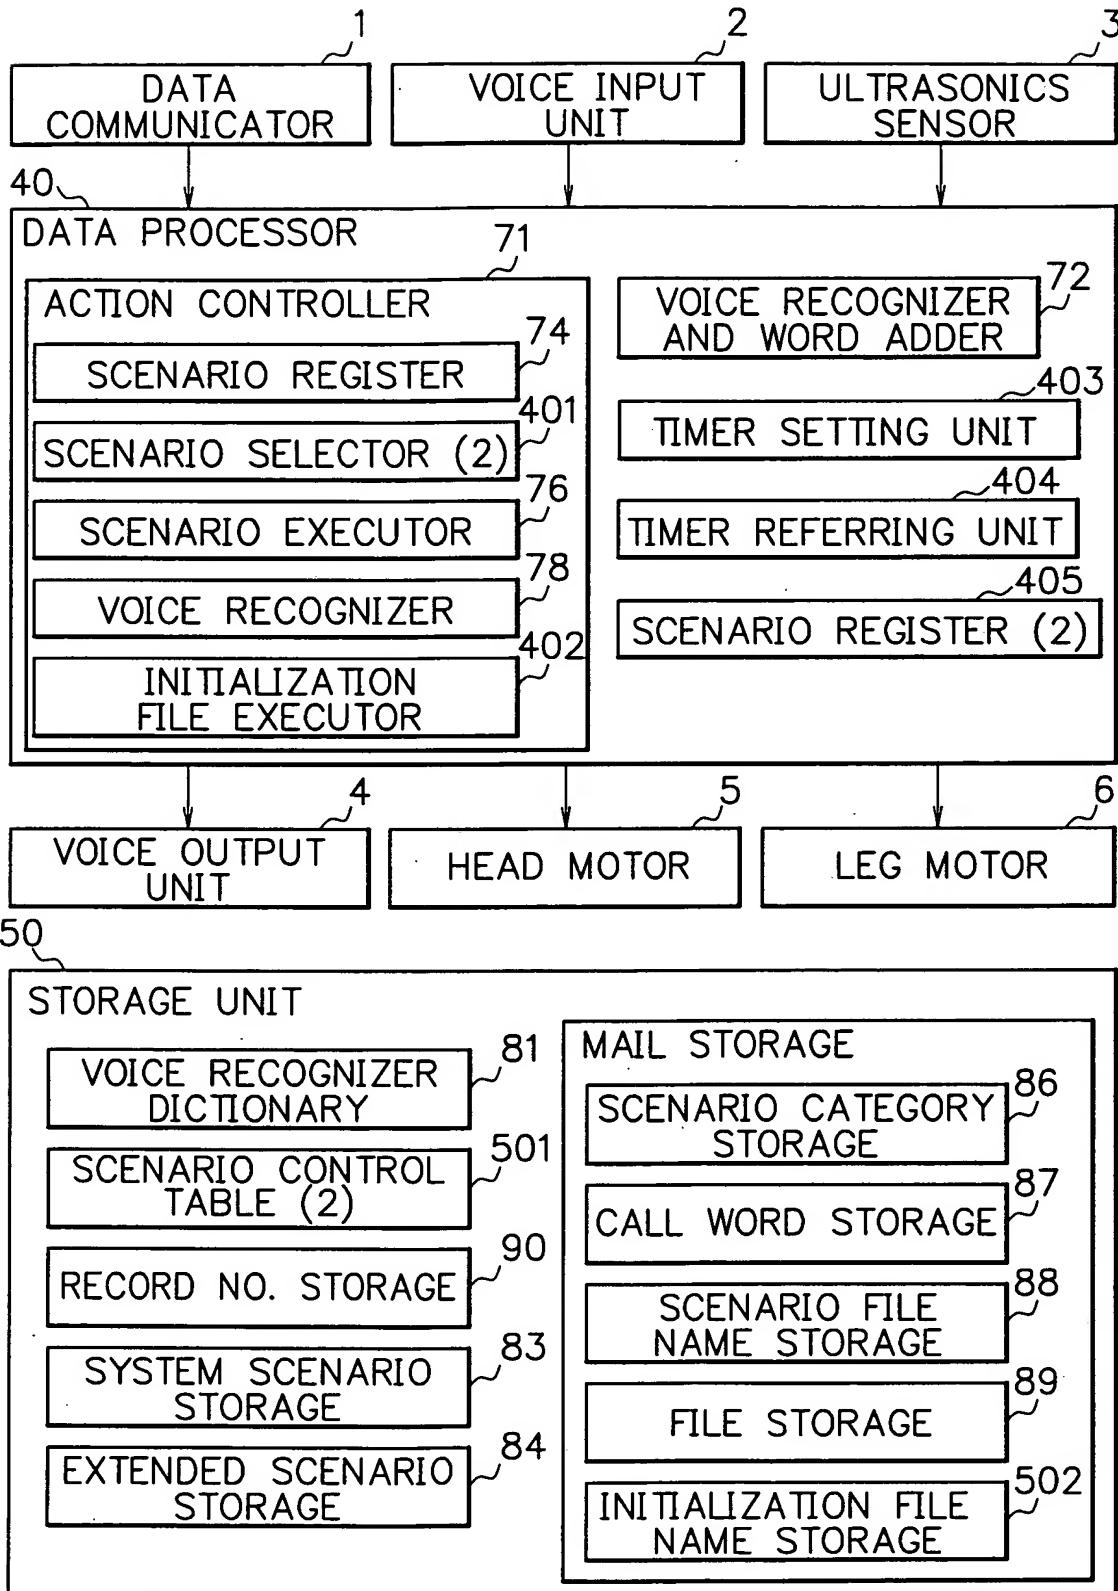 1
2
3
DATA
COMMUNICATOR
VOICE INPUT
UNIT
ULTRASONICS
SENSOR
40
DATA PROCESSOR
71
ACTION CONTROLLER
74
SCENARIO REGISTER
401
SCENARIO SELECTOR (2)
76
SCENARIO EXECUTOR
78
VOICE RECOGNIZER
402
INITIALIZATION
FILE EXECUTOR
72
VOICE RECOGNIZER
AND WORD ADDER
403
TIMER SETTING UNIT
404
TIMER REFERRING UNIT
405
SCENARIO REGISTER (2)
4
5
6
VOICE OUTPUT
UNIT
HEAD MOTOR
LEG MOTOR
50
STORAGE UNIT
81
VOICE RECOGNIZER
DICTIONARY
501
SCENARIO CONTROL
TABLE (2)
90
RECORD NO. STORAGE
83
SYSTEM SCENARIO
STORAGE
84
EXTENDED SCENARIO
STORAGE
MAIL STORAGE
86
SCENARIO CATEGORY
STORAGE
87
CALL WORD STORAGE
88
SCENARIO FILE
NAME STORAGE
89
FILE STORAGE
502
INITIALIZATION FILE
NAME STORAGE